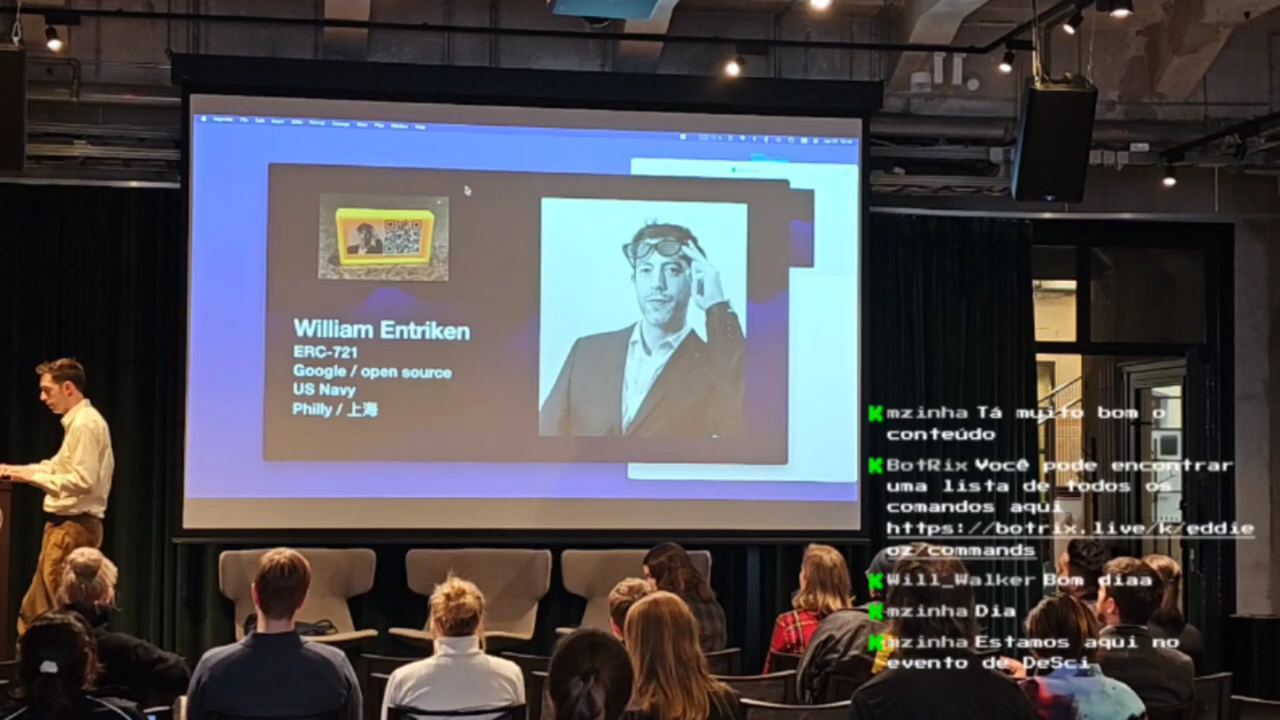 William Entriken
ERC-721
Google / open source
US Navy
Philly / 上海
mzinha Tá muito bom o
conteúdo
BotRix Você pode encontrar
uma lista de todos os
comandos aqui
https://botrix.live/k/eddie
oz/commands
Will_Walker Bom diaa
mzinha Dia
mzinha Estamos aqui no
evento de DeSci